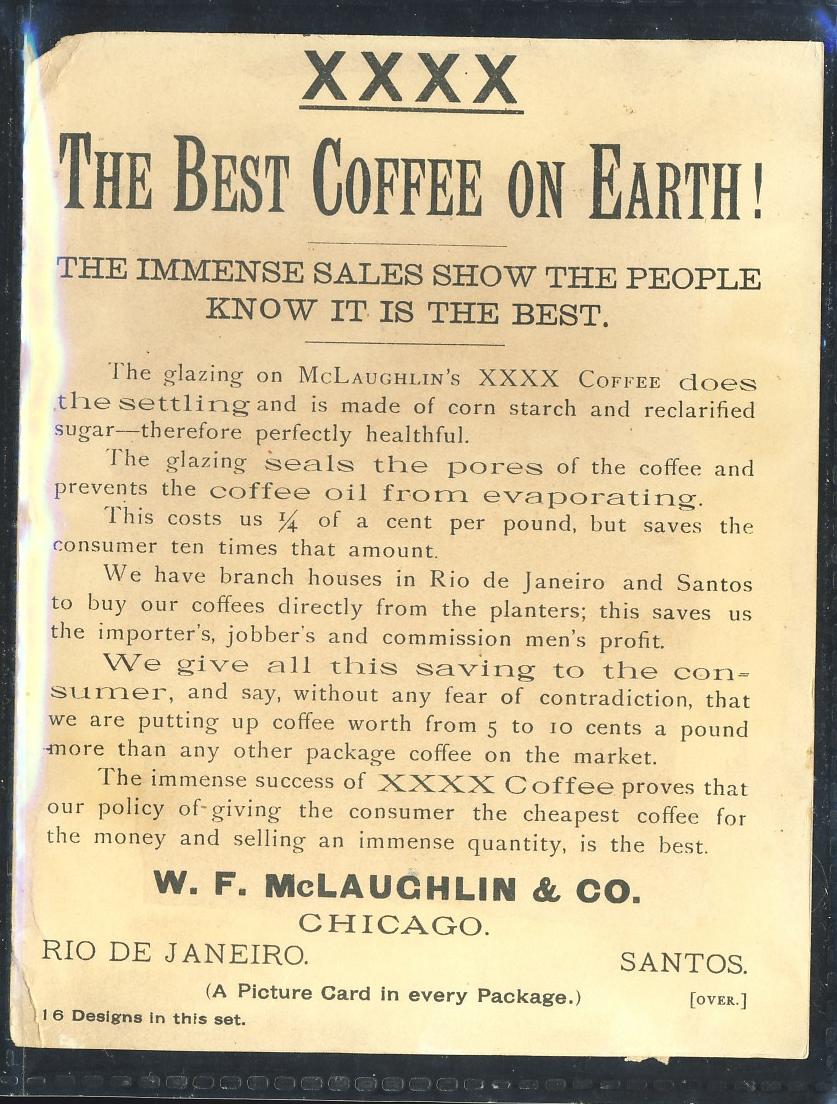 XXXX
THE BEST COFFEE ON EARTH!
THE IMMENSE SALES SHOW THE PEOPLE
KNOW IT IS THE BEST.
The glazing on MCLAUGHLIN'S XXXX COFFEE does
the settling and is made of corn starch and reclarified
sugar—therefore perfectly healthful.
The glazing seals the pores of the coffee and
prevents the coffee oil from evaporating.
This costs us ¼ of a cent per pound, but saves the
consumer ten times that amount.
We have branch houses in Rio de Janeiro and Santos
to buy our coffees directly from the planters; this saves us
the importer's, jobber's and commission men's profit.
We give all this saving to the con-
sumer, and say, without any fear of contradiction, that
we are putting up coffee worth from 5 to 10 cents a pound
more than any other package coffee on the market.
The immense success of XXXX Coffee proves that
our policy of giving the consumer the cheapest coffee for
the money and selling an immense quantity, is the best.
W. F. McLAUGHLIN & CO.
CHICAGO.
RIO DE JANEIRO. SANTOS.
(A Picture Card in every Package.) [OVER.]
16 Designs in this set.